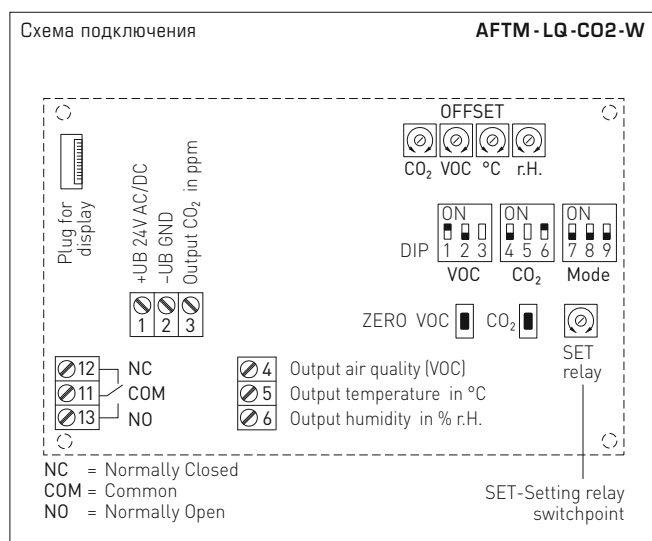 Схема подключения AFTM-LQ-CO2-W
OFFSET
CO₂ VOC °C r.H.
Plug for
display
+UB 24V AC/DC
–UB GND
Output CO₂ in ppm
1 2 3
ON ON ON
DIP 1 2 3 4 5 6 7 8 9
VOC CO₂ Mode
ZERO VOC CO₂
SET
relay
12 NC
11 COM
13 NO
4 Output air quality (VOC)
5 Output temperature in °C
6 Output humidity in % r.H.
NC = Normally Closed
COM = Common
NO = Normally Open
SET-Setting relay
switchpoint